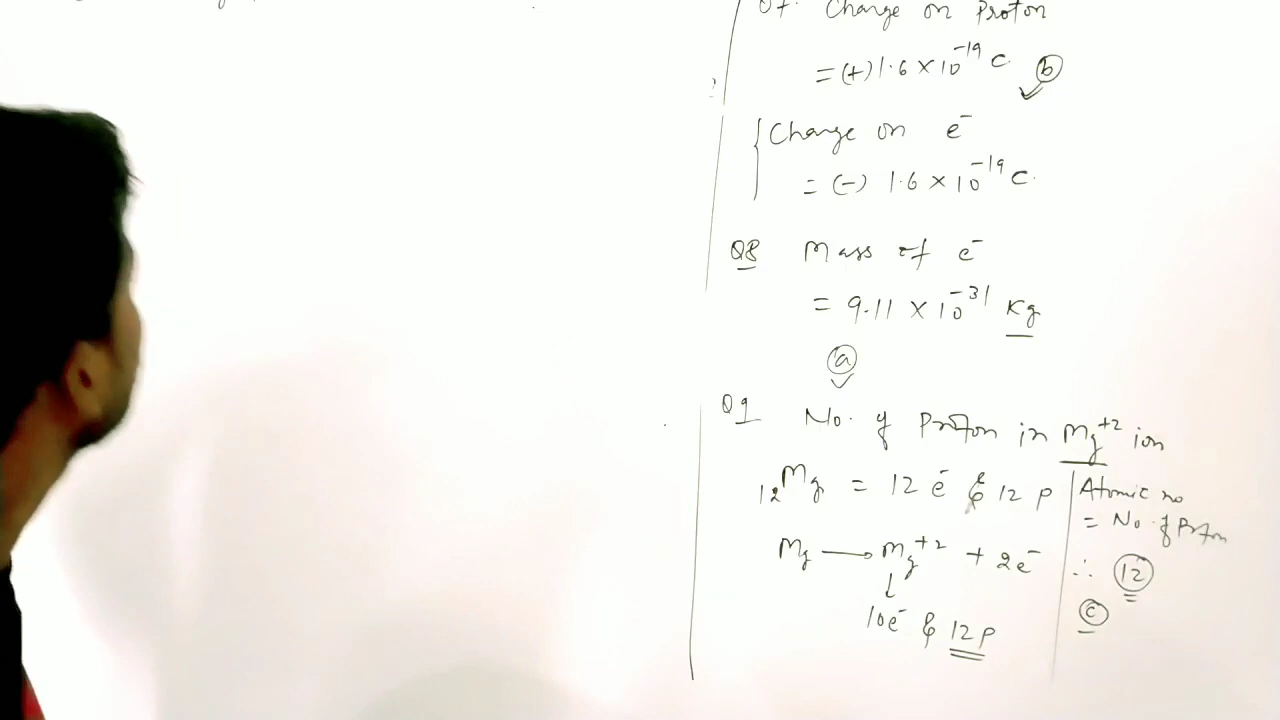 Q7. Charge on Proton
= (+) 1.6 × 10⁻¹⁹ C. ⓑ
Charge on e⁻
= (-) 1.6 × 10⁻¹⁹ C.
Q8 Mass of e⁻
= 9.11 × 10⁻³¹ Kg
ⓐ
Q9 No. of Proton in Mg⁺² ion
₁₂Mg = 12 e⁻ & 12 p
Mg → Mg⁺² + 2e⁻
↓
10e⁻ & 12 p
Atomic no
= No. of Proton
∴ 12
ⓒ